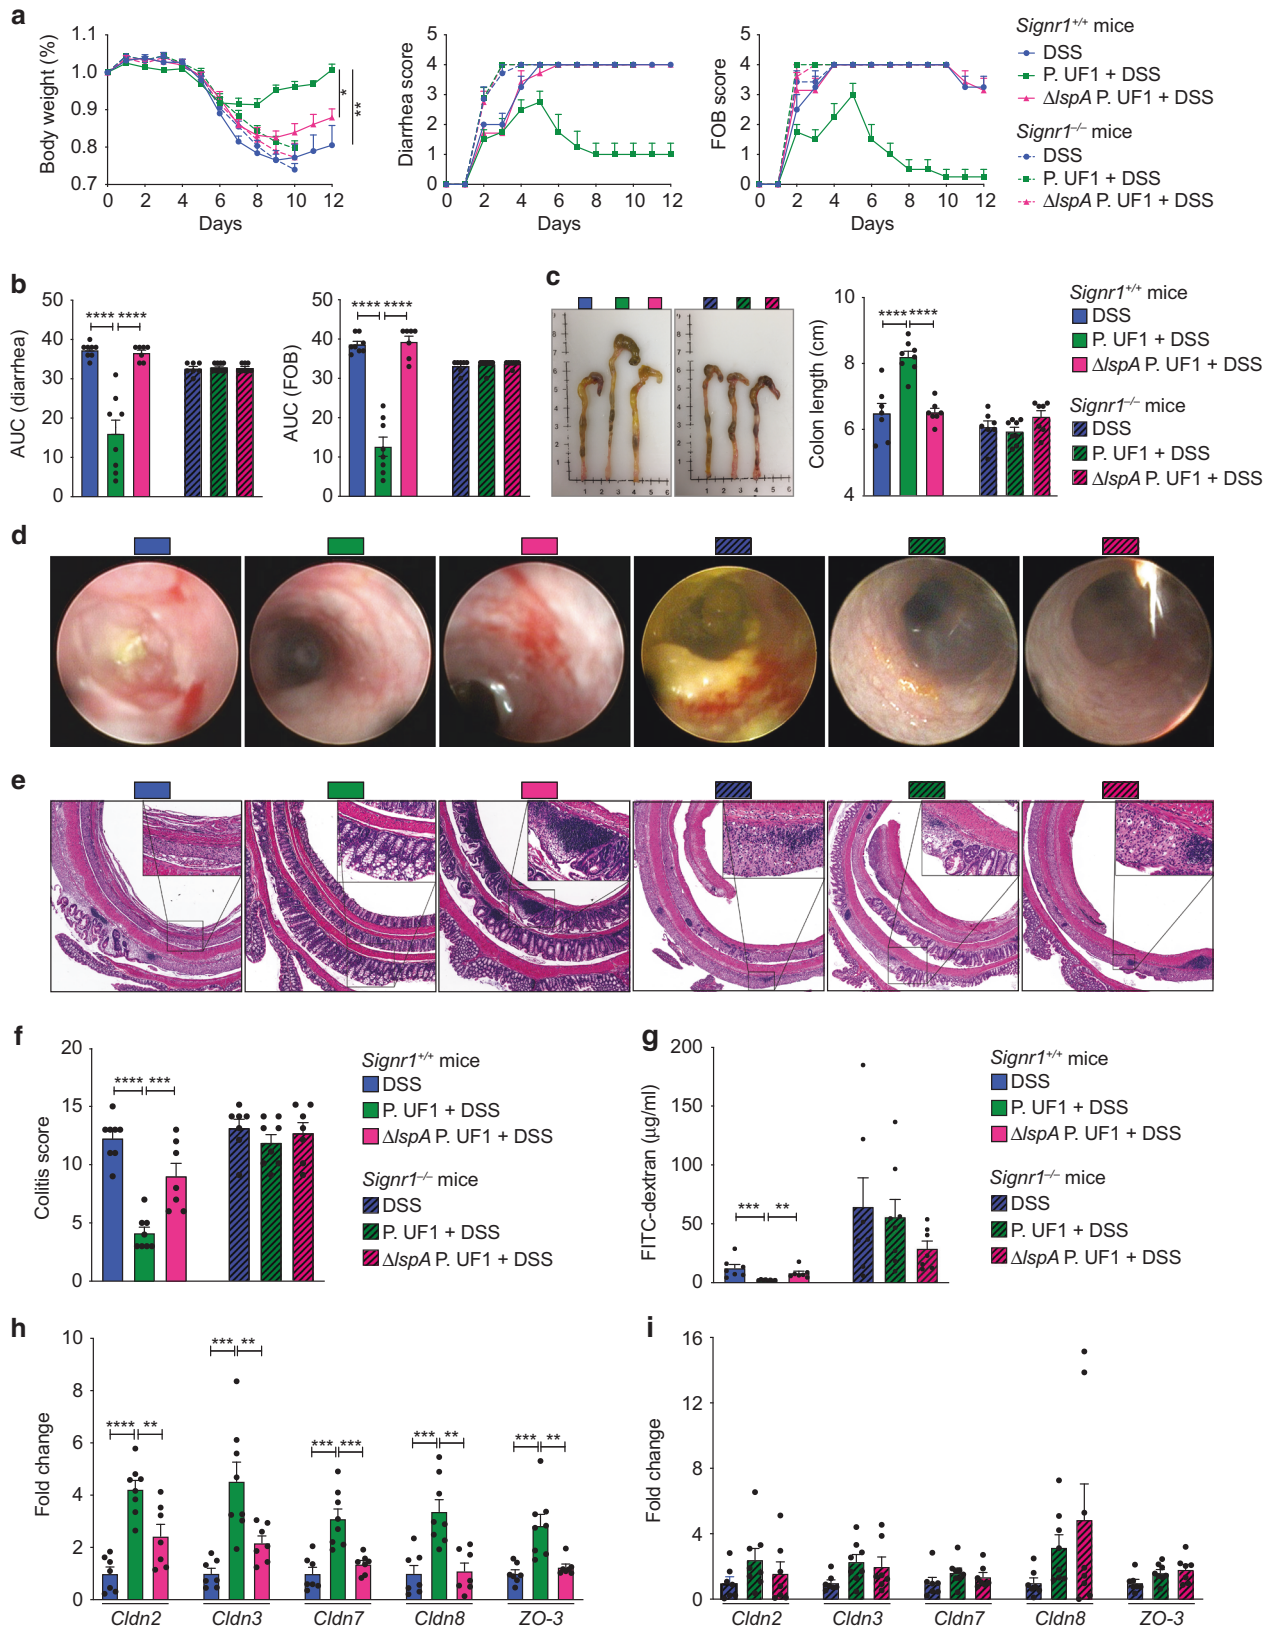 a
Body weight (%)
1.1
1.0
0.9
0.8
0.7
0 2 4 6 8 10 12
Days
*
**
Diarrhea score
5
4
3
2
1
0
0 2 4 6 8 10 12
Days
FOB score
5
4
3
2
1
0
0 2 4 6 8 10 12
Days
Signr1+/+ mice
DSS
P. UF1 + DSS
ΔlspA P. UF1 + DSS
Signr1–/– mice
DSS
P. UF1 + DSS
ΔlspA P. UF1 + DSS
b
AUC (diarrhea)
50
40
30
20
10
0
**** ****
AUC (FOB)
50
40
30
20
10
0
**** ****
c
Colon length (cm)
10
8
6
4
**** ****
Signr1+/+ mice
DSS
P. UF1 + DSS
ΔlspA P. UF1 + DSS
Signr1–/– mice
DSS
P. UF1 + DSS
ΔlspA P. UF1 + DSS
d
e
f
Colitis score
20
15
10
5
0
**** ***
Signr1+/+ mice
DSS
P. UF1 + DSS
ΔlspA P. UF1 + DSS
Signr1–/– mice
DSS
P. UF1 + DSS
ΔlspA P. UF1 + DSS
g
FITC-dextran (μg/ml)
200
150
100
50
0
*** **
Signr1+/+ mice
DSS
P. UF1 + DSS
ΔlspA P. UF1 + DSS
Signr1–/– mice
DSS
P. UF1 + DSS
ΔlspA P. UF1 + DSS
h
Fold change
10
8
6
4
2
0
**** **
*** **
*** ***
*** **
*** **
Cldn2 Cldn3 Cldn7 Cldn8 ZO-3
i
Fold change
16
12
8
4
0
Cldn2 Cldn3 Cldn7 Cldn8 ZO-3